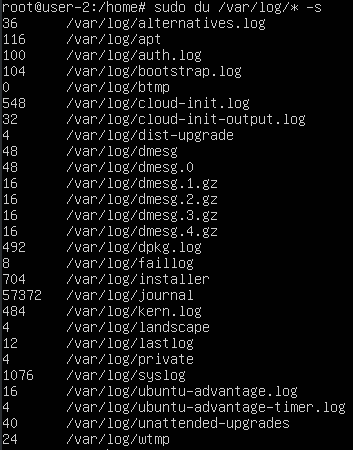 root@user-2:/home# sudo du /var/log/* -s
36 /var/log/alternatives.log
116 /var/log/apt
100 /var/log/auth.log
104 /var/log/bootstrap.log
0 /var/log/btmp
548 /var/log/cloud-init.log
32 /var/log/cloud-init-output.log
4 /var/log/dist-upgrade
48 /var/log/dmesg
48 /var/log/dmesg.0
16 /var/log/dmesg.1.gz
16 /var/log/dmesg.2.gz
16 /var/log/dmesg.3.gz
16 /var/log/dmesg.4.gz
492 /var/log/dpkg.log
8 /var/log/faillog
704 /var/log/installer
57372 /var/log/journal
484 /var/log/kern.log
4 /var/log/landscape
12 /var/log/lastlog
4 /var/log/private
1076 /var/log/syslog
16 /var/log/ubuntu-advantage.log
4 /var/log/ubuntu-advantage-timer.log
40 /var/log/unattended-upgrades
24 /var/log/wtmp